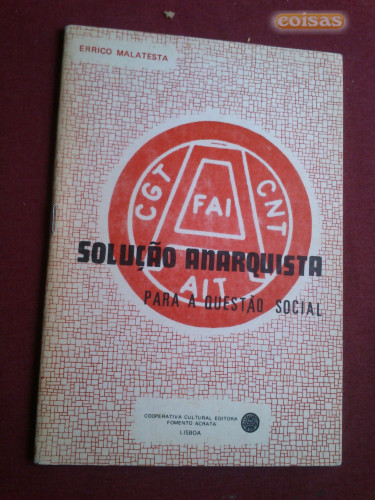 coisas
ERRICO MALATESTA
CGT
FAI
CNT
AIT
SOLUÇÃO ANARQUISTA
PARA A QUESTÃO SOCIAL
COOPERATIVA CULTURAL EDITORA
FOMENTO ACRATA
LISBOA